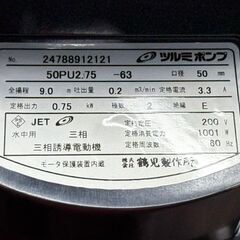 No. 24788912121 ツルミポンプ
50PU2.75 -63 口径 50 mm
全揚程 9.0 m 吐出量 0.2 m3/min 定格電流 3.3 A
定格出力 0.75 kW 極数 2 絶縁 E
JET 定格電圧 200 V
水中用 三相 定格消費電力 1001 W
三相誘導電動機 定格周波数 60 Hz
モータ保護装置内蔵 株式会社 鶴見製作所